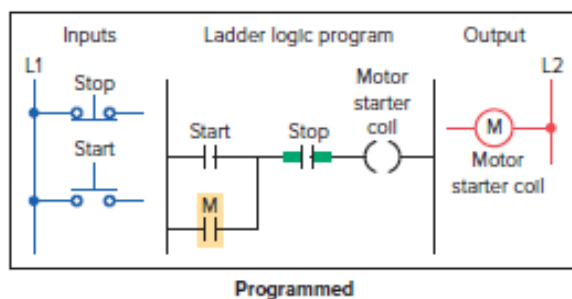 Inputs
Ladder logic program
Output
L1
Stop
Start
Start
Stop
Motor
starter
coil
M
L2
M
Motor
starter coil
Programmed